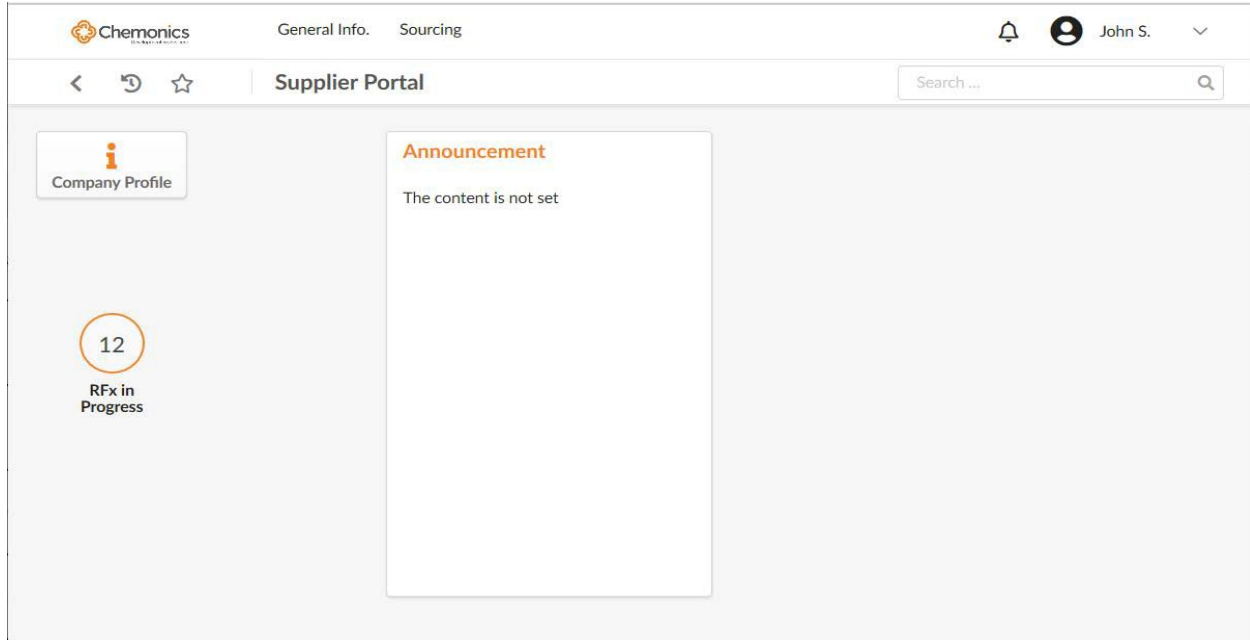 Chemonics
General Info.
Sourcing
John S.
Supplier Portal
Search ...
Company Profile
Announcement
The content is not set
12
RFx in
Progress